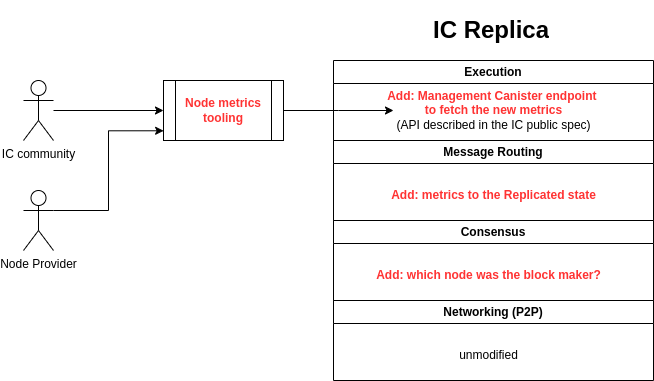 IC Replica
Execution
Add: Management Canister endpoint
to fetch the new metrics
(API described in the IC public spec)
Node metrics
tooling
IC community
Message Routing
Add: metrics to the Replicated state
Consensus
Node Provider
Add: which node was the block maker?
Networking (P2P)
unmodified